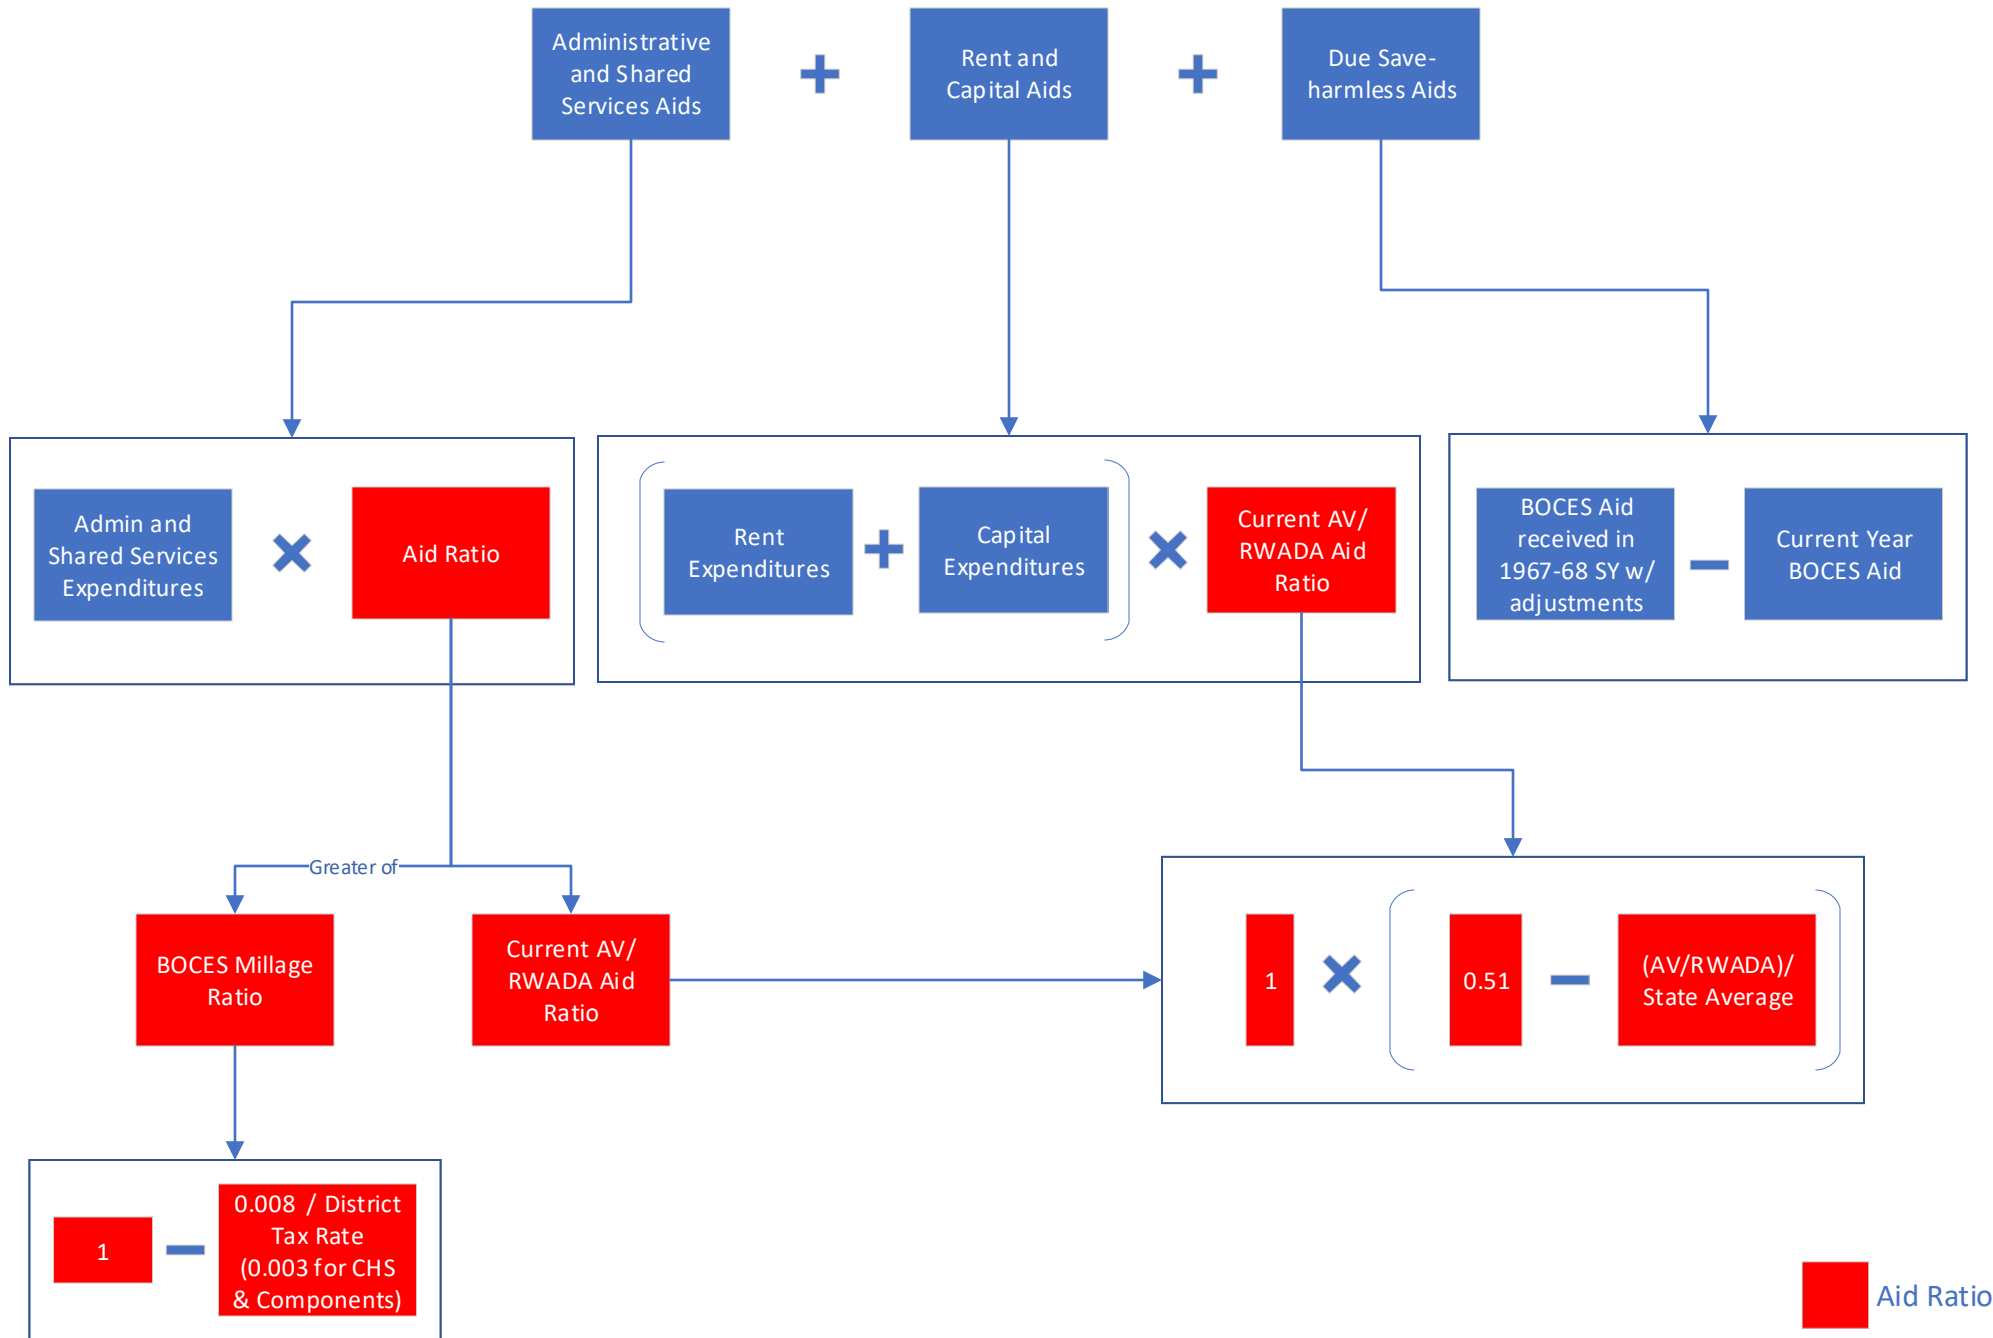 Administrative
and Shared
Services Aids
Rent and
Capital Aids
Due Save-
harmless Aids
Admin and
Shared Services
Expenditures
Aid Ratio
Rent
Expenditures
Capital
Expenditures
Current AV/
RWADA Aid
Ratio
BOCES Aid
received in
1967-68 SY w/
adjustments
Current Year
BOCES Aid
Greater of
BOCES Millage
Ratio
Current AV/
RWADA Aid
Ratio
1
0.51
(AV/RWADA)/
State Average
1
0.008 / District
Tax Rate
(0.003 for CHS
& Components)
Aid Ratio